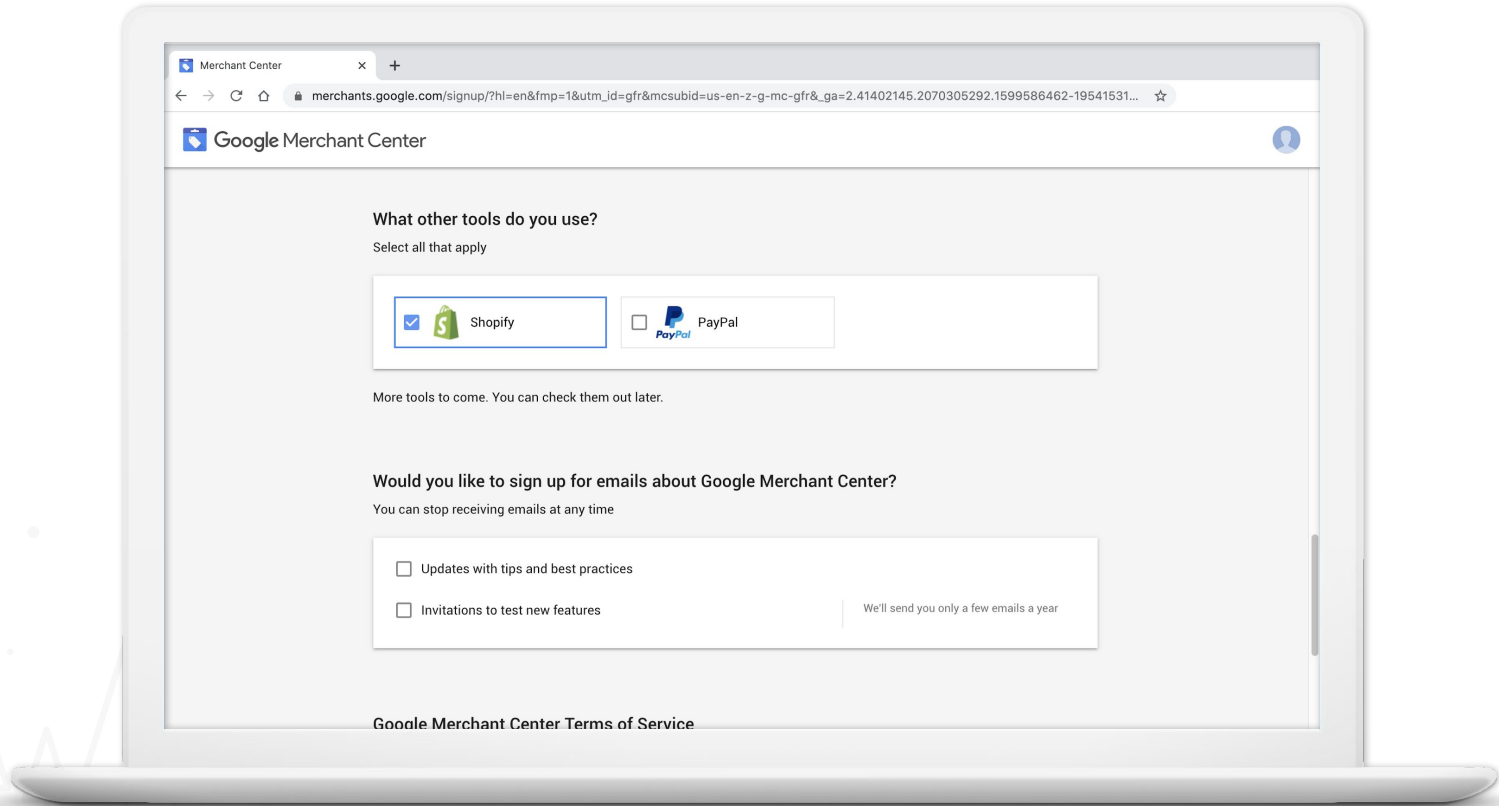 Merchant Center
merchants.google.com/signup/?hl=en&fmp=1&utm_id=gfr&mcsubid=us-en-z-g-mc-gfr&_ga=2.41402145.2070305292.1599586462-19541531...
Google Merchant Center
What other tools do you use?
Select all that apply
Shopify
PayPal
PayPal
More tools to come. You can check them out later.
Would you like to sign up for emails about Google Merchant Center?
You can stop receiving emails at any time
Updates with tips and best practices
Invitations to test new features
We'll send you only a few emails a year
Google Merchant Center Terms of Service